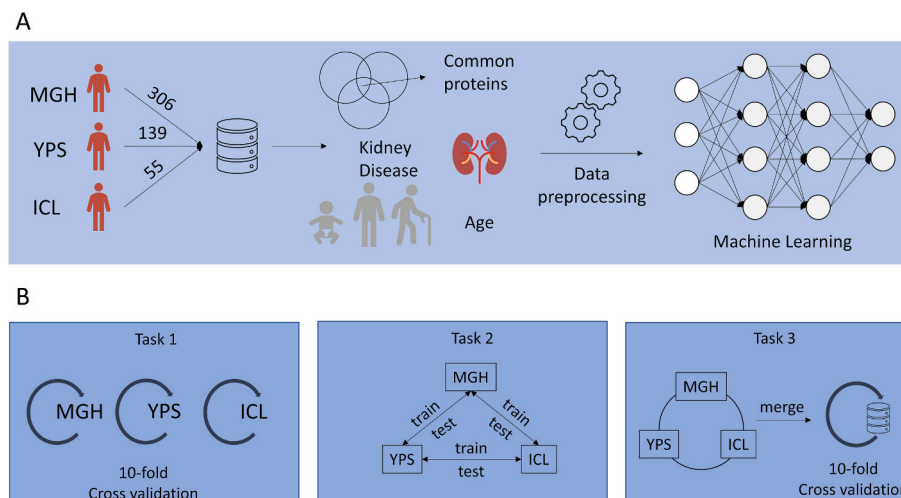 A
MGH
306
YPS
139
ICL
55
Common
proteins
Kidney
Disease
Age
Data
preprocessing
Machine Learning
B
Task 1
MGH
YPS
ICL
10-fold
Cross validation
Task 2
MGH
train
test
train
test
YPS
train
test
ICL
Task 3
MGH
YPS
ICL
merge
10-fold
Cross validation